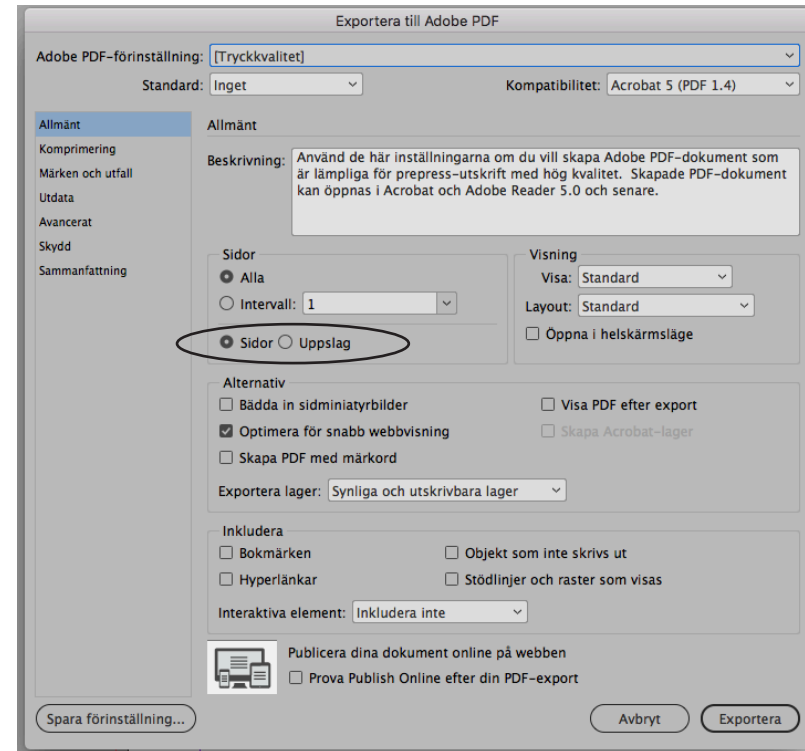 Exportera till Adobe PDF
Adobe PDF-förinställning: [Tryckkvalitet]
Standard: Inget Kompatibilitet: Acrobat 5 (PDF 1.4)
Allmänt
Komprimering
Märken och utfall
Utdata
Avancerat
Skydd
Sammanfattning
Allmänt
Beskrivning: Använd de här inställningarna om du vill skapa Adobe PDF-dokument som
är lämpliga för prepress-utskrift med hög kvalitet. Skapade PDF-dokument
kan öppnas i Acrobat och Adobe Reader 5.0 och senare.
Sidor
Alla
Intervall: 1
Sidor Uppslag
Visning
Visa: Standard
Layout: Standard
Öppna i helskärmsläge
Alternativ
Bädda in sidminiatyrbilder Visa PDF efter export
Optimera för snabb webbvisning Skapa Acrobat-lager
Skapa PDF med märkord
Exportera lager: Synliga och utskrivbara lager
Inkludera
Bokmärken Objekt som inte skrivs ut
Hyperlänkar Stödlinjer och raster som visas
Interaktiva element: Inkludera inte
Publicera dina dokument online på webben
Prova Publish Online efter din PDF-export
Spara förinställning... Avbryt Exportera